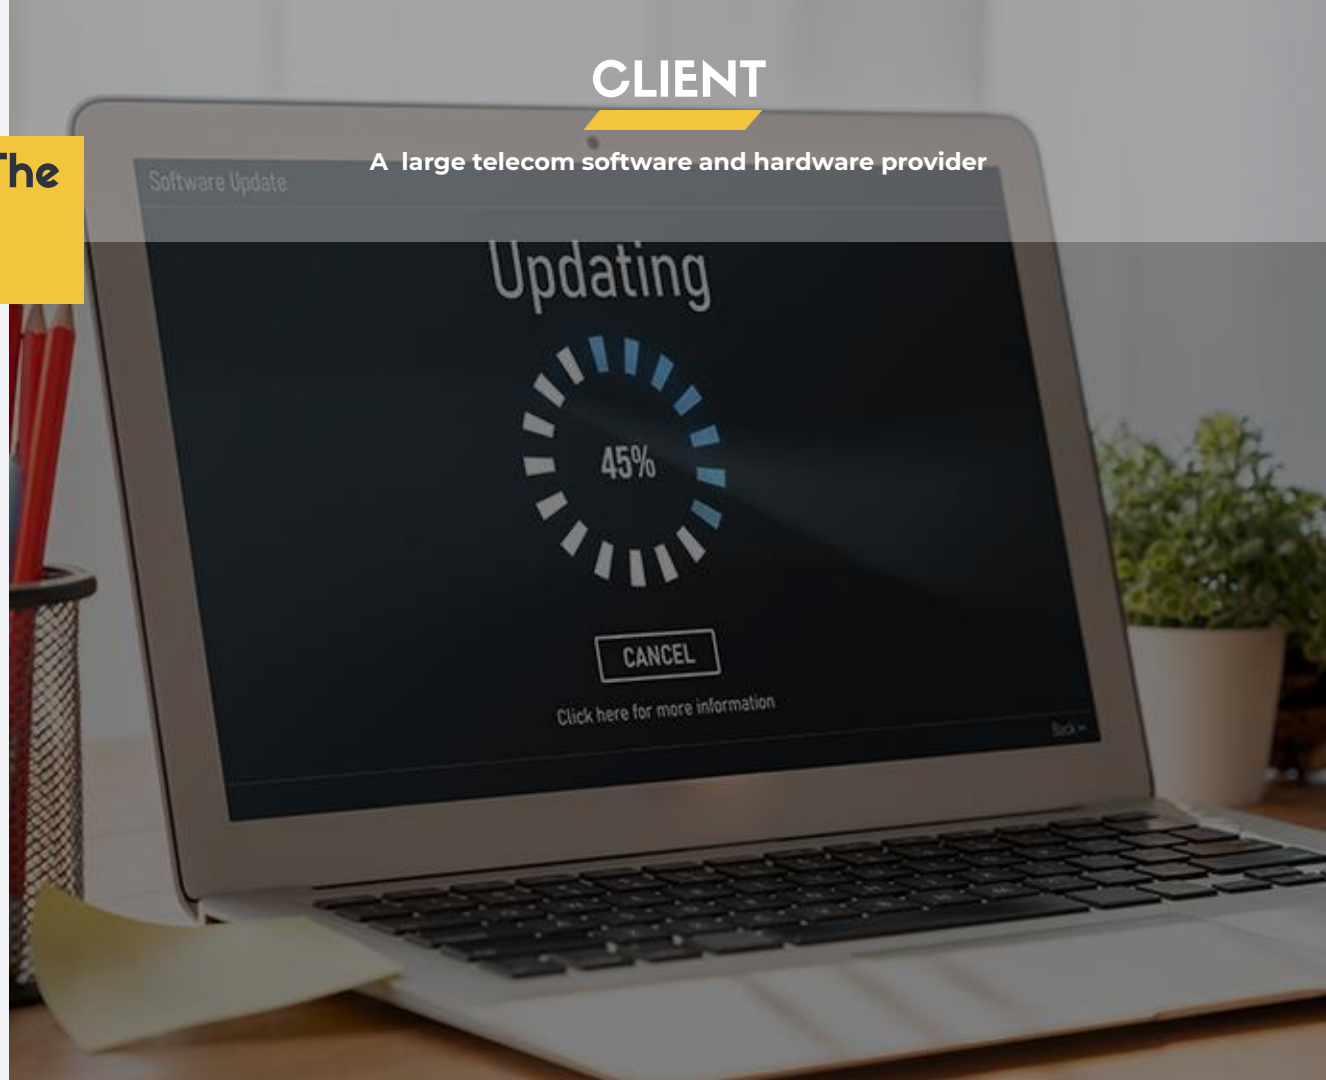 CLIENT
A large telecom software and hardware provider
The
Software Update
Updating
45%
CANCEL
Click here for more information